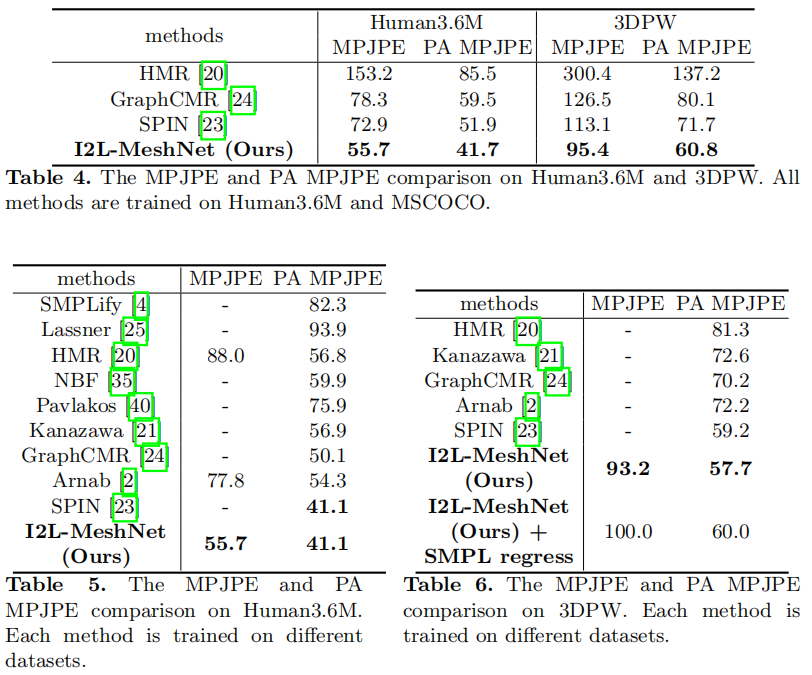 methods Human3.6M 3DPW
MPJPE PA MPJPE MPJPE PA MPJPE
HMR [20] 153.2 85.5 300.4 137.2
GraphCMR [24] 78.3 59.5 126.5 80.1
SPIN [23] 72.9 51.9 113.1 71.7
I2L-MeshNet (Ours) 55.7 41.7 95.4 60.8
Table 4. The MPJPE and PA MPJPE comparison on Human3.6M and 3DPW. All
methods are trained on Human3.6M and MSCOCO.
methods MPJPE PA MPJPE
SMPLify [4] - 82.3
Lassner [25] - 93.9
HMR [20] 88.0 56.8
NBF [35] - 59.9
Pavlakos [40] - 75.9
Kanazawa [21] - 56.9
GraphCMR [24] - 50.1
Arnab [2] 77.8 54.3
SPIN [23] - 41.1
I2L-MeshNet
(Ours) 55.7 41.1
Table 5. The MPJPE and PA
MPJPE comparison on Human3.6M.
Each method is trained on different
datasets.
methods MPJPE PA MPJPE
HMR [20] - 81.3
Kanazawa [21] - 72.6
GraphCMR [24] - 70.2
Arnab [2] - 72.2
SPIN [23] - 59.2
I2L-MeshNet
(Ours) 93.2 57.7
I2L-MeshNet
(Ours) + 100.0 60.0
SMPL regress
Table 6. The MPJPE and PA MPJPE
comparison on 3DPW. Each method is
trained on different datasets.